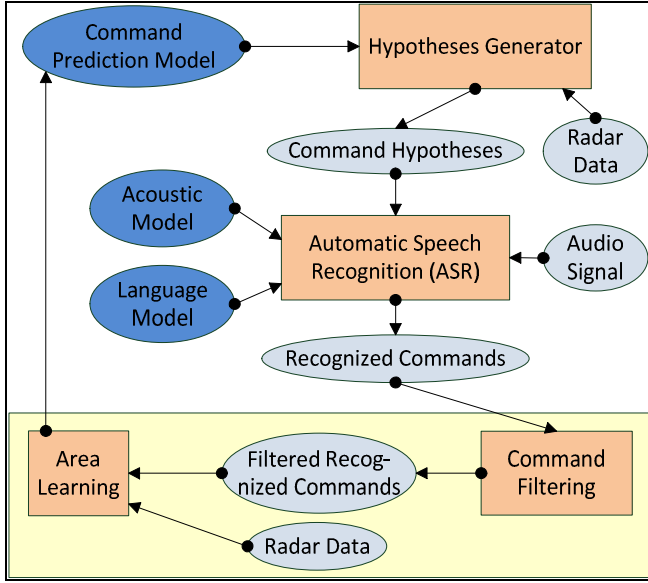 Command
Prediction Model
Hypotheses Generator
Command Hypotheses
Radar
Data
Acoustic
Model
Automatic Speech
Recognition (ASR)
Audio
Signal
Language
Model
Recognized Commands
Area
Learning
Filtered Recog-
nized Commands
Command
Filtering
Radar Data